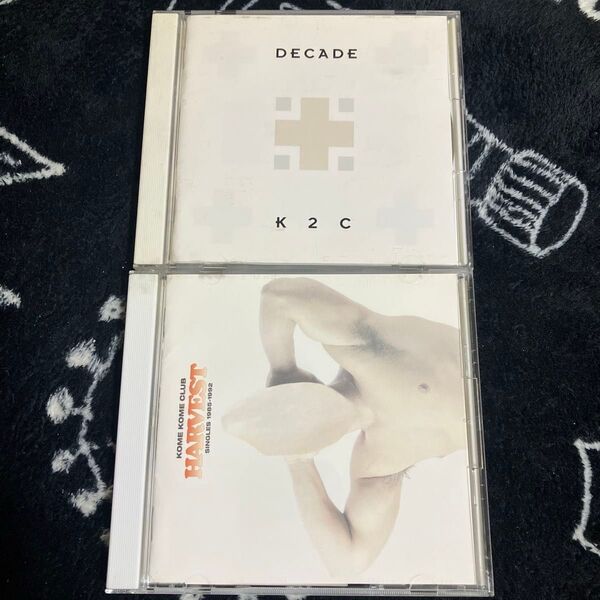 DECADE
K 2 C
KOME KOME CLUB
HARVEST
SINGLES 1985-1992